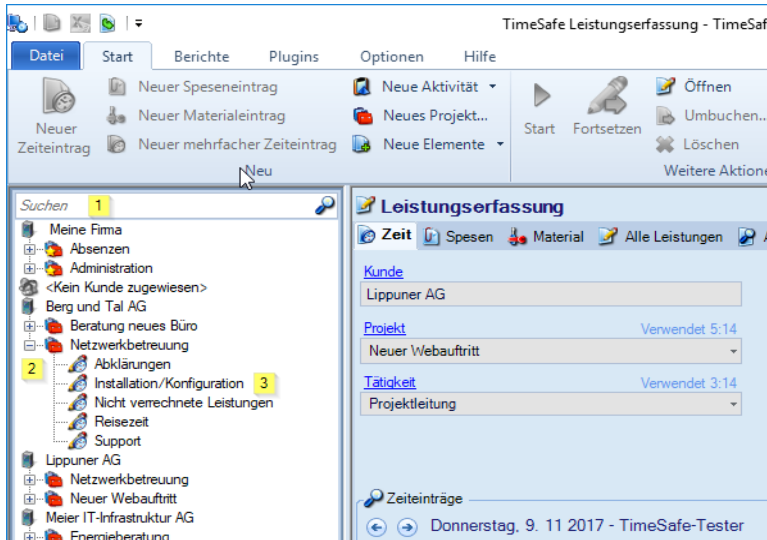 TimeSafe Leistungserfassung - TimeSaf
Datei Start Berichte Plugins Optionen Hilfe
Neuer Zeiteintrag
Neuer Speseneintrag
Neuer Materialeintrag
Neuer mehrfacher Zeiteintrag
Neue Aktivität
Neues Projekt...
Neue Elemente
Neu
Start
Fortsetzen
Öffnen
Umbuchen...
Löschen
Weitere Aktione
Suchen 1
Meine Firma
Absenzen
Administration
<Kein Kunde zugewiesen>
Berg und Tal AG
Beratung neues Büro
Netzwerkbetreuung
2 Abklärungen
Installation/Konfiguration 3
Nicht verrechnete Leistungen
Reisezeit
Support
Lippuner AG
Netzwerkbetreuung
Neuer Webauftritt
Meier IT-Infrastruktur AG
Energieberatung
Leistungserfassung
Zeit Spesen Material Alle Leistungen A
Kunde
Lippuner AG
Projekt Verwendet 5:14
Neuer Webauftritt
Tätigkeit Verwendet 3:14
Projektleitung
Zeiteinträge
Donnerstag, 9. 11 2017 - TimeSafe-Tester